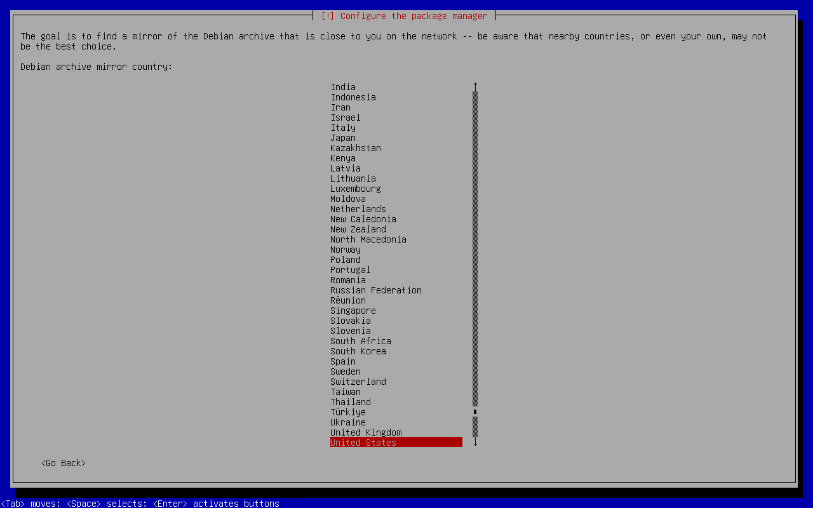 [!] Configure the package manager
The goal is to find a mirror of the Debian archive that is close to you on the network -- be aware that nearby countries, or even your own, may not
be the best choice.
Debian archive mirror country:
India
Indonesia
Iran
Israel
Italy
Japan
Kazakhstan
Kenya
Latvia
Lithuania
Luxembourg
Moldova
Netherlands
New Caledonia
New Zealand
North Macedonia
Norway
Poland
Portugal
Romania
Russian Federation
Réunion
Singapore
Slovakia
Slovenia
South Africa
South Korea
Spain
Sweden
Switzerland
Taiwan
Thailand
Türkiye
Ukraine
United Kingdom
United States
<Go Back>
<Tab> moves; <Space> selects; <Enter> activates buttons